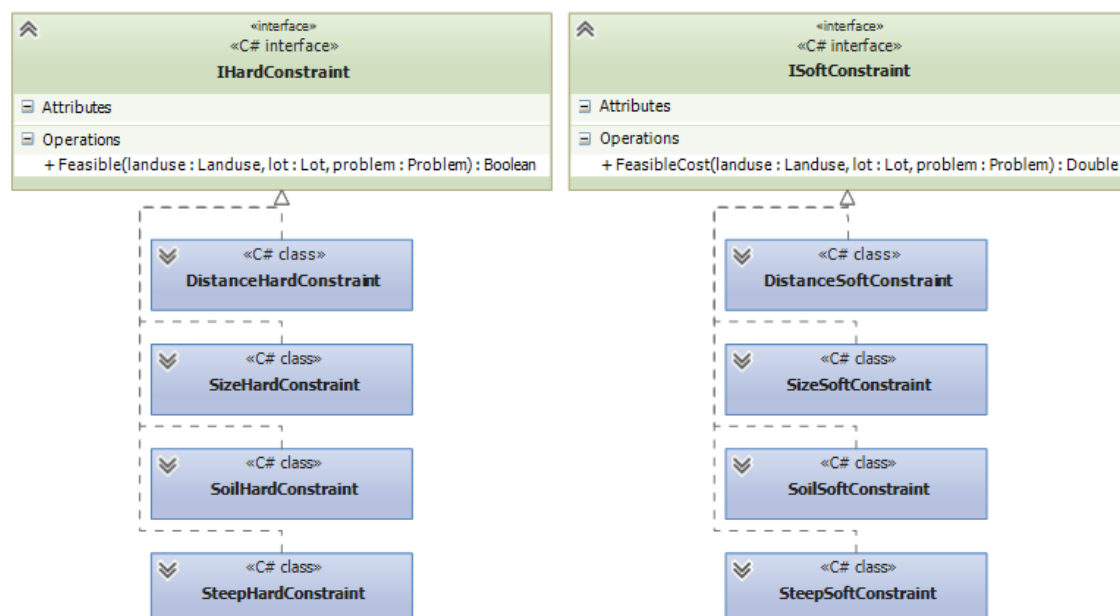 «interface»
«C# interface»
IHardConstraint
Attributes
Operations
+ Feasible(landuse : Landuse, lot : Lot, problem : Problem) : Boolean
«C# class»
DistanceHardConstraint
«C# class»
SizeHardConstraint
«C# class»
SoilHardConstraint
«C# class»
SteepHardConstraint
«interface»
«C# interface»
ISoftConstraint
Attributes
Operations
+ FeasibleCost(landuse : Landuse, lot : Lot, problem : Problem) : Double
«C# class»
DistanceSoftConstraint
«C# class»
SizeSoftConstraint
«C# class»
SoilSoftConstraint
«C# class»
SteepSoftConstraint